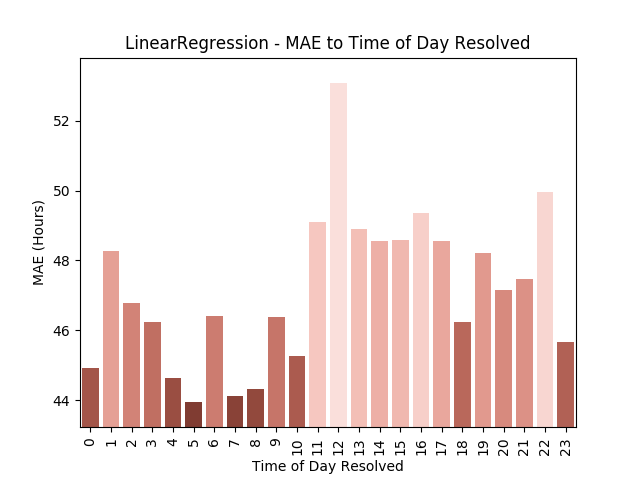 LinearRegression - MAE to Time of Day Resolved
MAE (Hours)
52
50
48
46
44
0 1 2 3 4 5 6 7 8 9 10 11 12 13 14 15 16 17 18 19 20 21 22 23
Time of Day Resolved